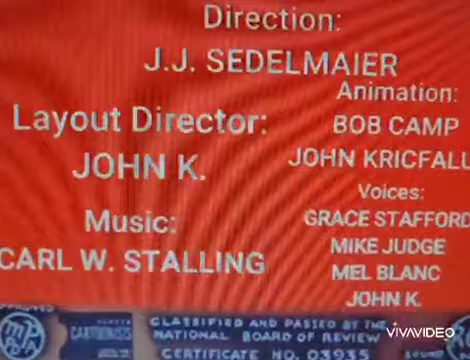 Direction:
J.J. SEDELMAIER
Layout Director:
JOHN K.
Music:
CARL W. STALLING
Animation:
BOB CAMP
JOHN KRICFALU
Voices:
GRACE STAFFORD
MIKE JUDGE
MEL BLANC
JOHN K.
CARTOONISTS
CLASSIFIED AND PASSED BY THE
NATIONAL BOARD OF REVIEW
CERTIFICATE NO.
VIVAVIDEO